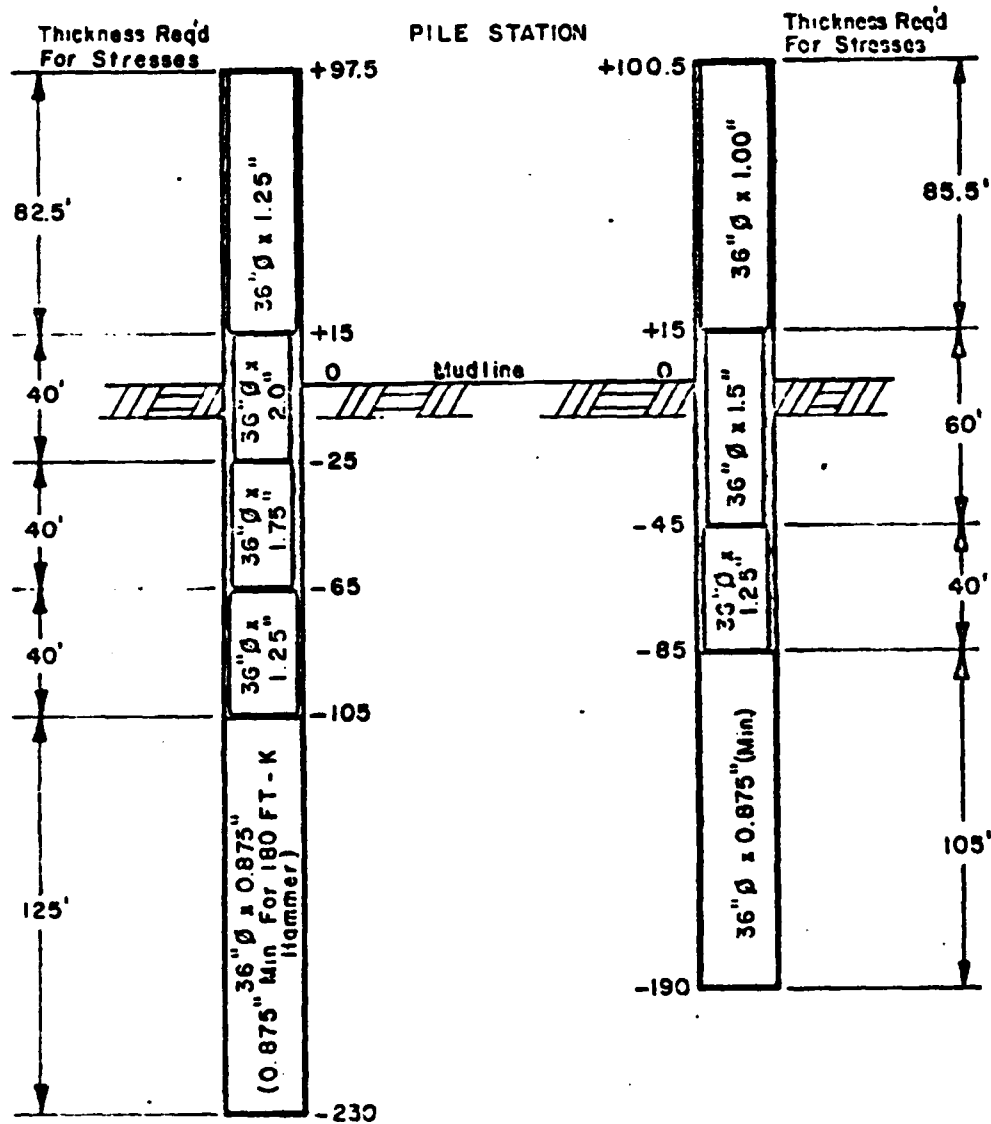 Thickness Req'd
For Stresses
PILE STATION
Thickness Req'd
For Stresses
+97.5
+100.5
82.5'
36"Ø x 1.25"
36"Ø x 1.00"
85.5'
+15
+15
40'
36"Ø x
2.0"
0
Mudline
0
36"Ø x 1.5"
60'
-25
40'
36"Ø x
1.75"
-45
-65
36"Ø x
1.25"
40'
40'
36"Ø x
1.25"
-85
-105
125'
36"Ø x 0.875"
(0.875" Min For 180 FT-K
Hammer)
36"Ø x 0.875"(Min)
105'
-190
-230